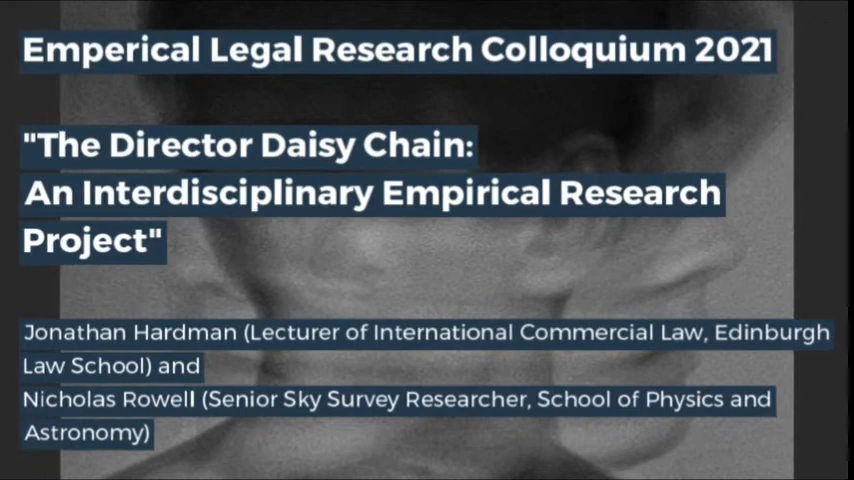 Emperical Legal Research Colloquium 2021
"The Director Daisy Chain:
An Interdisciplinary Empirical Research
Project"
Jonathan Hardman (Lecturer of International Commercial Law, Edinburgh
Law School) and
Nicholas Rowell (Senior Sky Survey Researcher, School of Physics and
Astronomy)